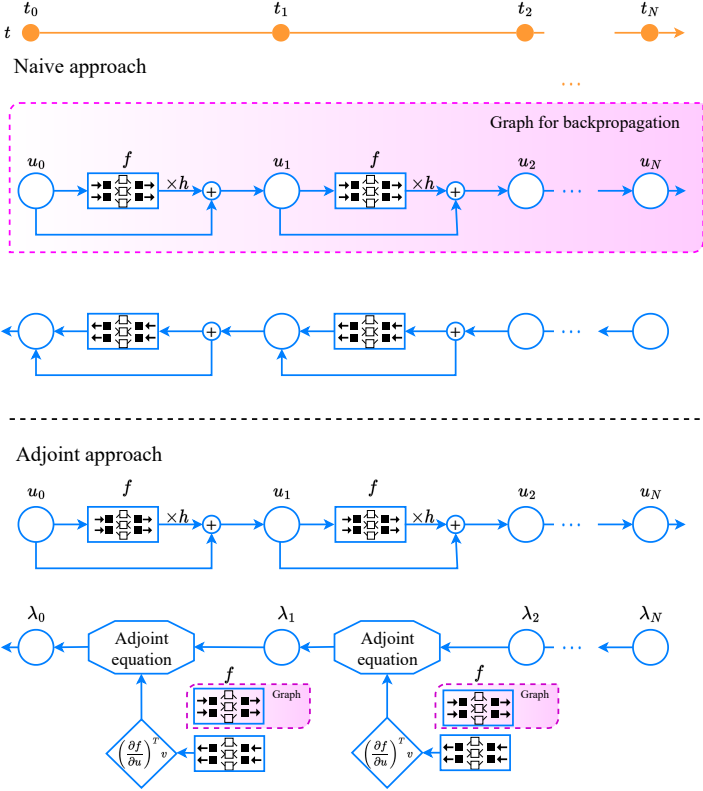 t₀ t₁ t₂ t_N
t
Naive approach
...
Graph for backpropagation
u₀ f u₁ f u₂ u_N
×h + ×h + ...
+ + ...
Adjoint approach
u₀ f u₁ f u₂ u_N
×h + ×h + ...
λ₀ λ₁ λ₂ λ_N
Adjoint
equation
Adjoint
equation
...
f f
Graph Graph
(∂f/∂u)ᵀ v (∂f/∂u)ᵀ v